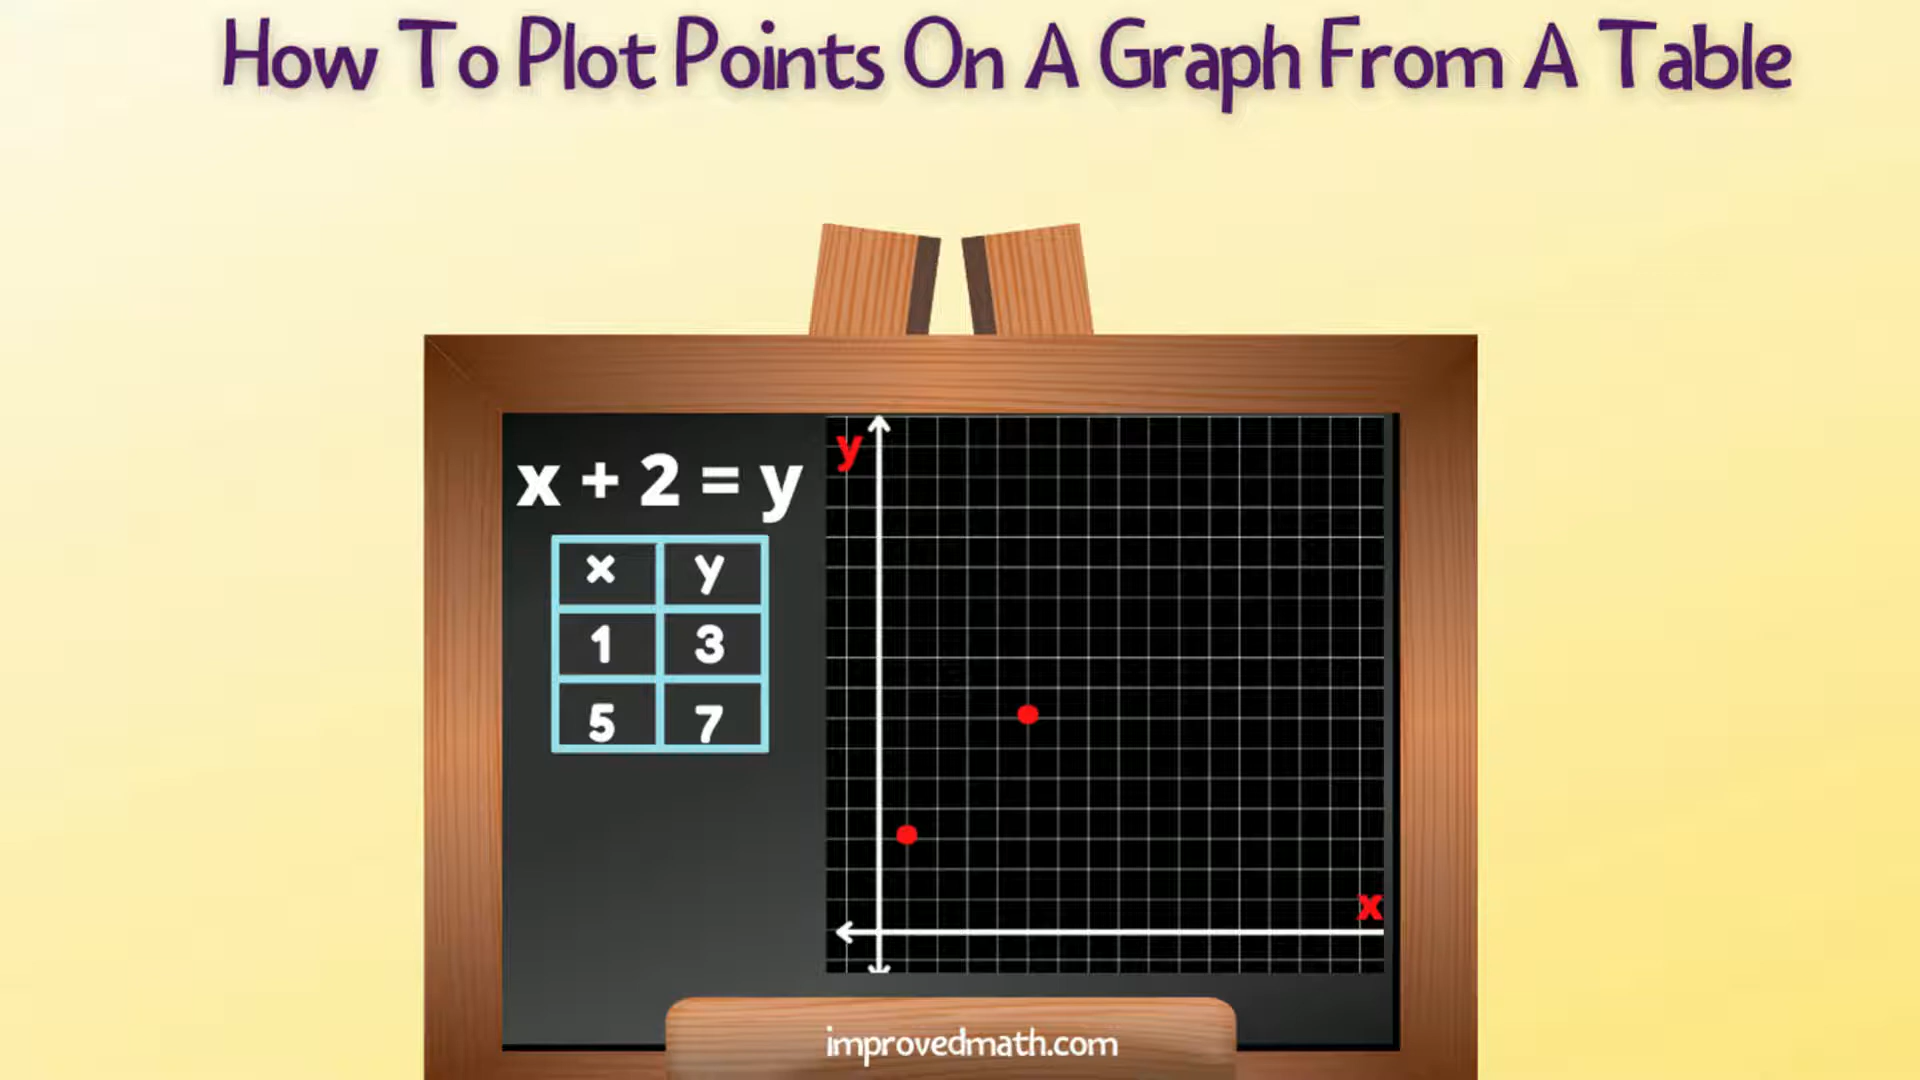 How To Plot Points On A Graph From A Table
x + 2 = y
x y
1 3
5 7
y
x
improvedmath.com